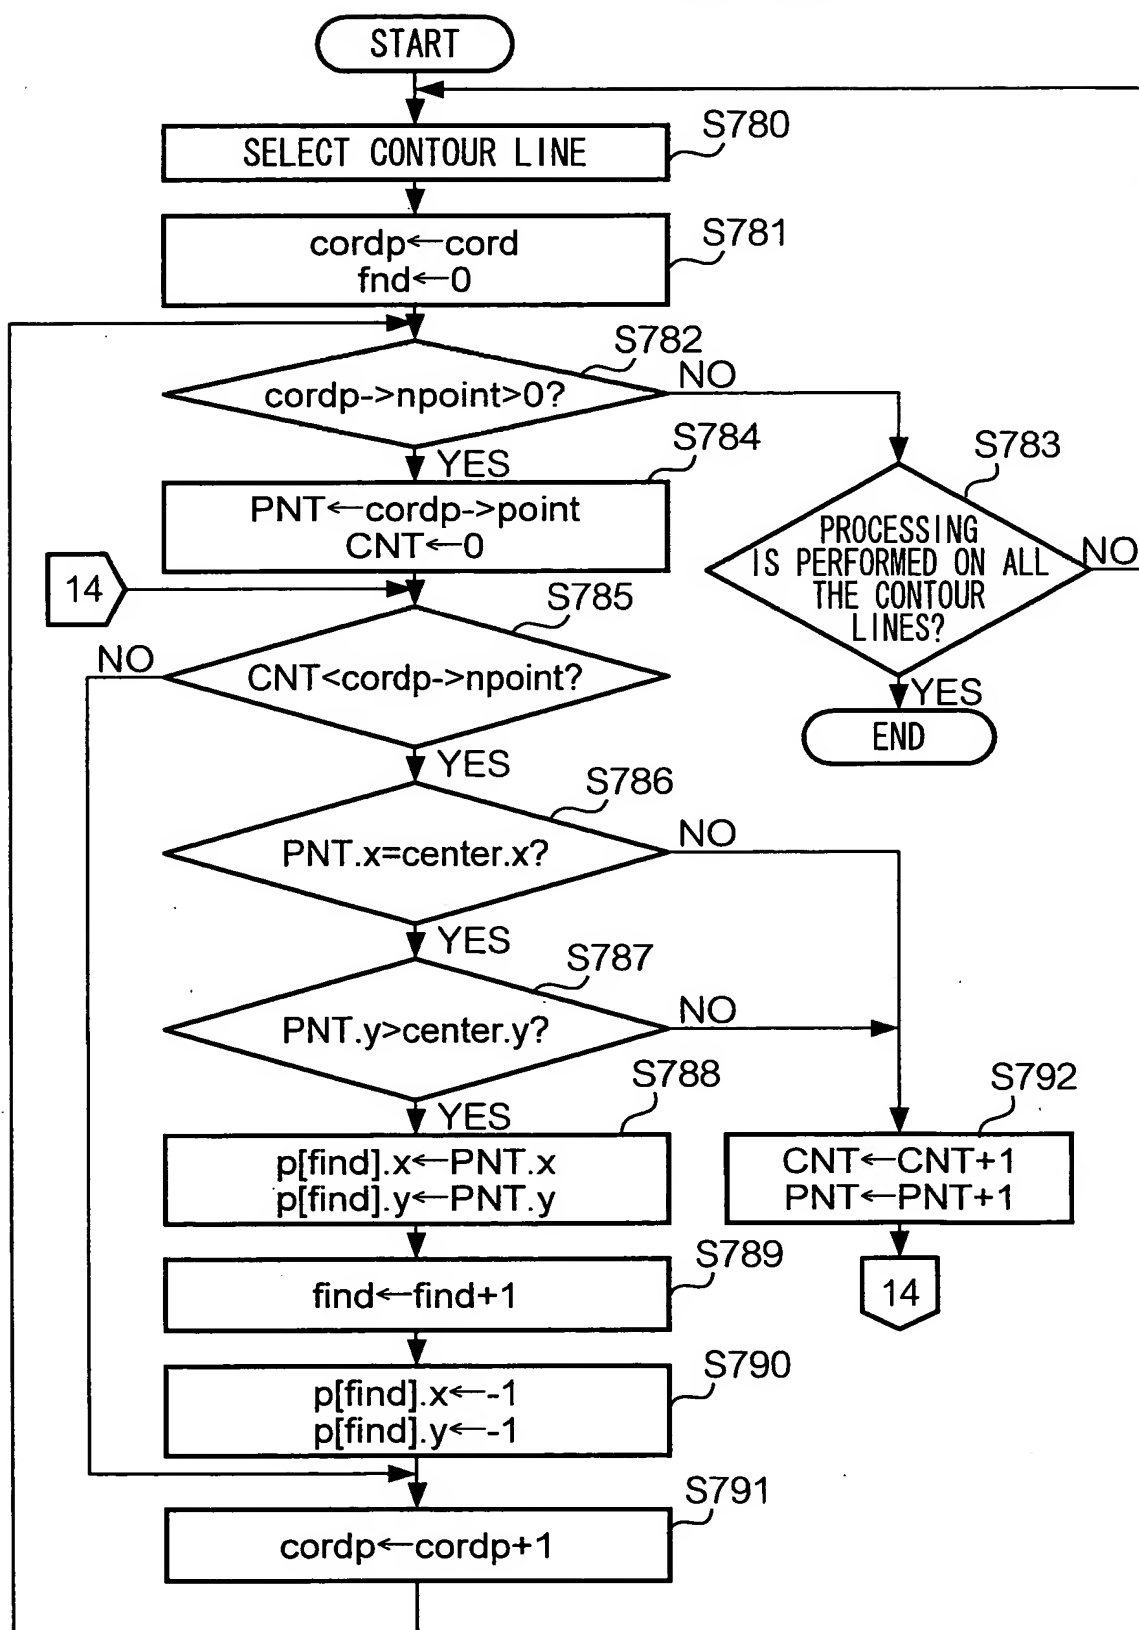 START
S780
SELECT CONTOUR LINE
S781
cordp←cord
fnd←0
S782
cordp->npoint>0?
NO
YES
S784
PNT←cordp->point
CNT←0
S783
PROCESSING
IS PERFORMED ON ALL
THE CONTOUR
LINES?
NO
YES
END
14
S785
CNT<cordp->npoint?
NO
YES
S786
PNT.x=center.x?
NO
YES
S787
PNT.y>center.y?
NO
YES
S788
p[find].x←PNT.x
p[find].y←PNT.y
S792
CNT←CNT+1
PNT←PNT+1
14
S789
find←find+1
S790
p[find].x←-1
p[find].y←-1
S791
cordp←cordp+1